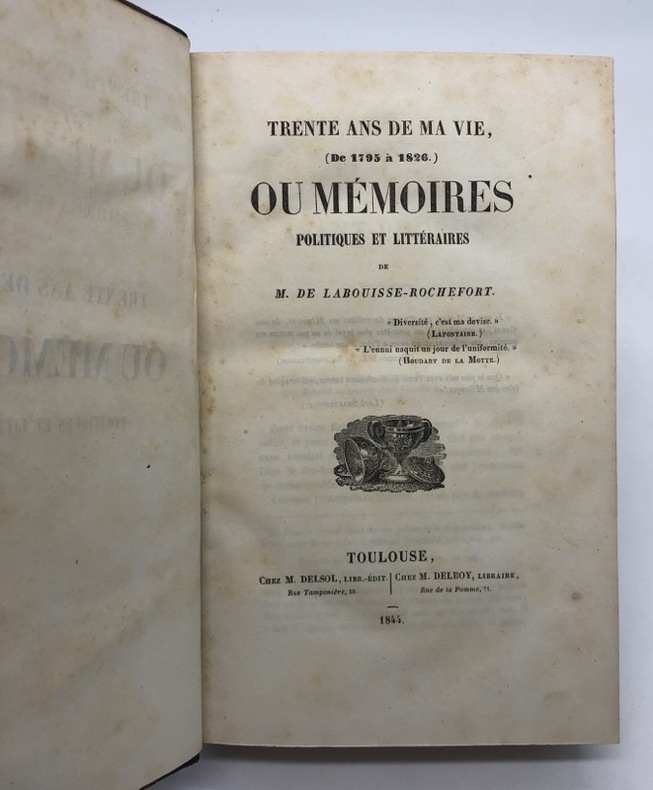 TRENTE ANS DE MA VIE,
(De 1795 à 1826.)
OU MÉMOIRES
POLITIQUES ET LITTÉRAIRES
DE
M. DE LABOUISSE-ROCHEFORT.
« Diversité, c'est ma devise. »
(LAFONTAINE.)
« L'ennui naquit un jour de l'uniformité. »
(HOUDART DE LA MOTTE.)
TOULOUSE,
CHEZ M. DELSOL, LIBR.-ÉDIT. CHEZ M. DELBOY, LIBRAIRE,
Rue Tamponière, 10. Rue de la Pomme, 71.
1844.